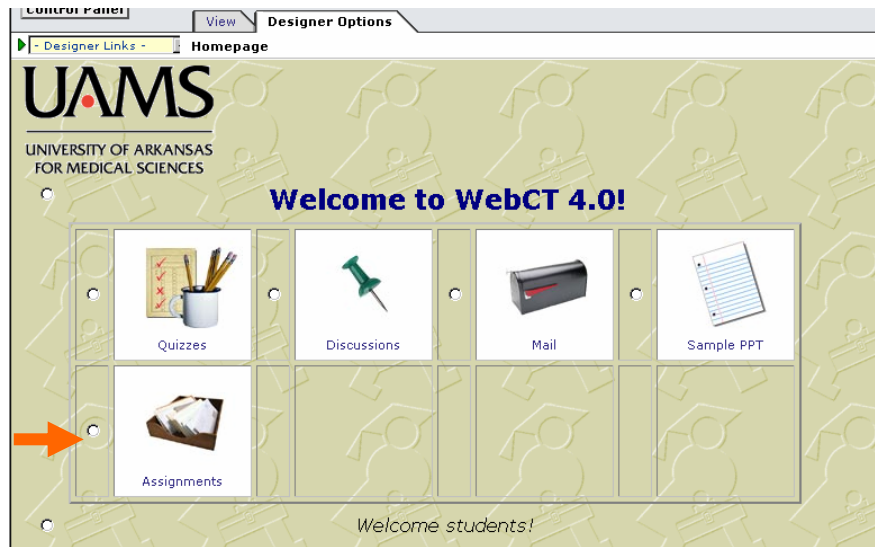 Control Panel
View Designer Options
- Designer Links - Homepage
UAMS
UNIVERSITY OF ARKANSAS
FOR MEDICAL SCIENCES
Welcome to WebCT 4.0!
Quizzes Discussions Mail Sample PPT
Assignments
Welcome students!